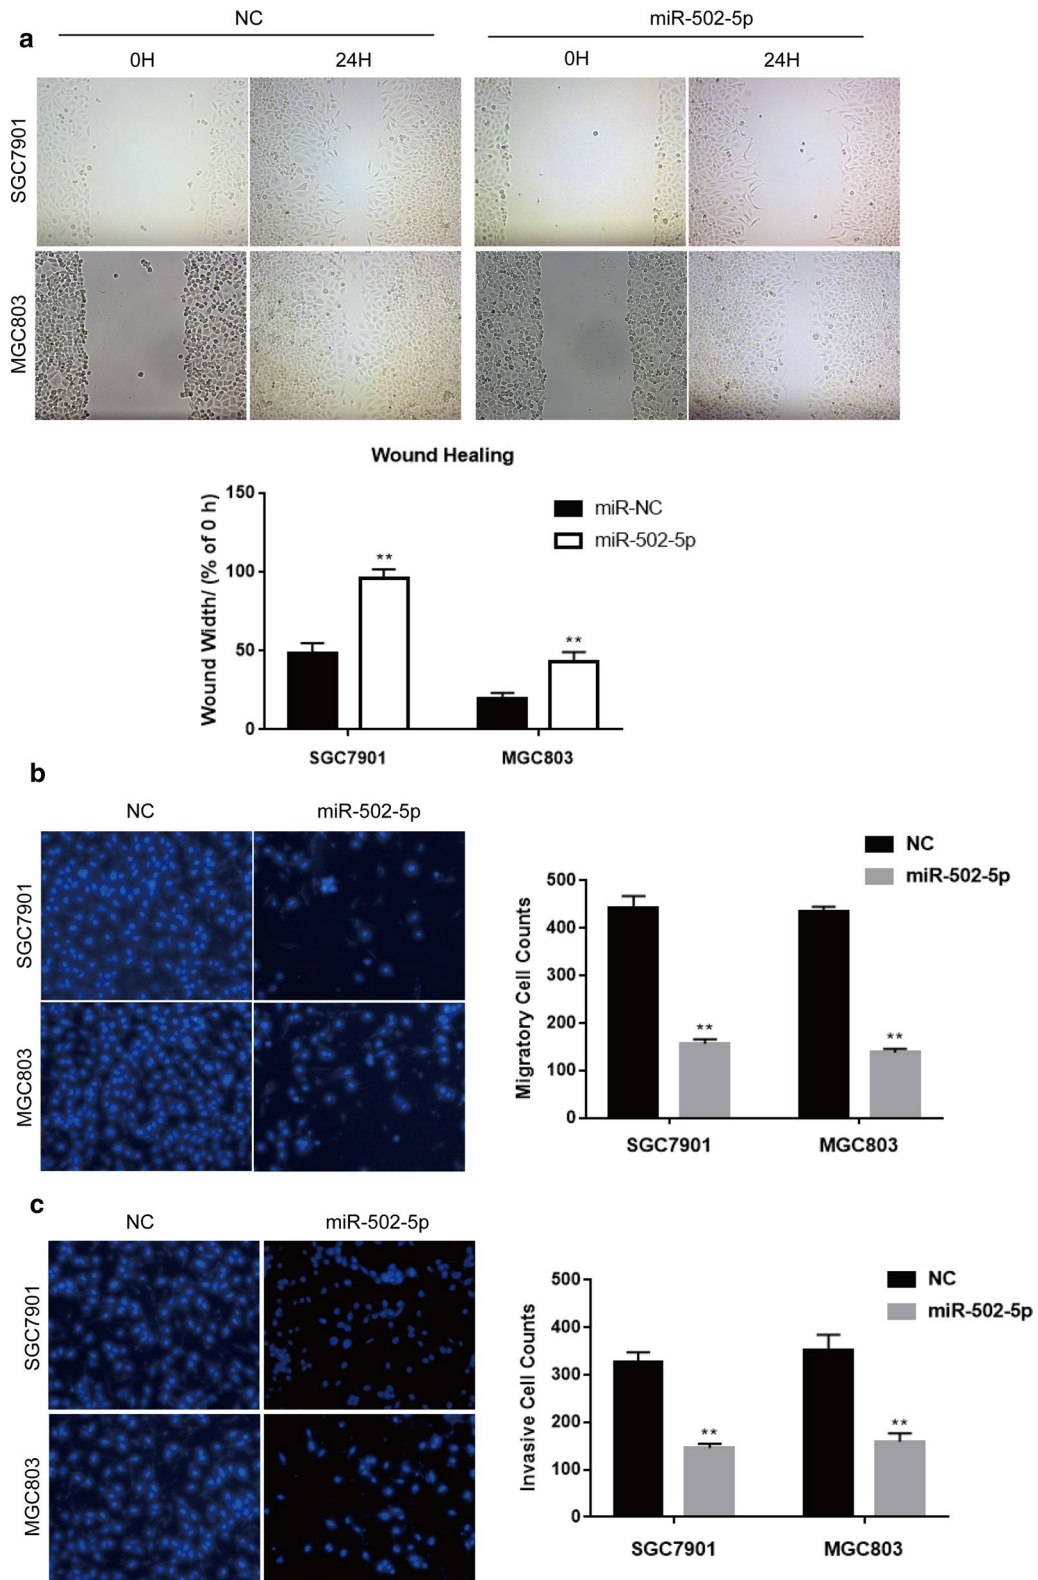 a
NC miR-502-5p
0H 24H 0H 24H
SGC7901
MGC803
Wound Healing
Wound Width/ (% of 0 h)
150
100
50
0
miR-NC
miR-502-5p
**
**
SGC7901 MGC803
b
NC miR-502-5p
SGC7901
MGC803
Migratory Cell Counts
500
400
300
200
100
0
NC
miR-502-5p
**
**
SGC7901 MGC803
c
NC miR-502-5p
SGC7901
MGC803
Invasive Cell Counts
500
400
300
200
100
0
NC
miR-502-5p
**
**
SGC7901 MGC803